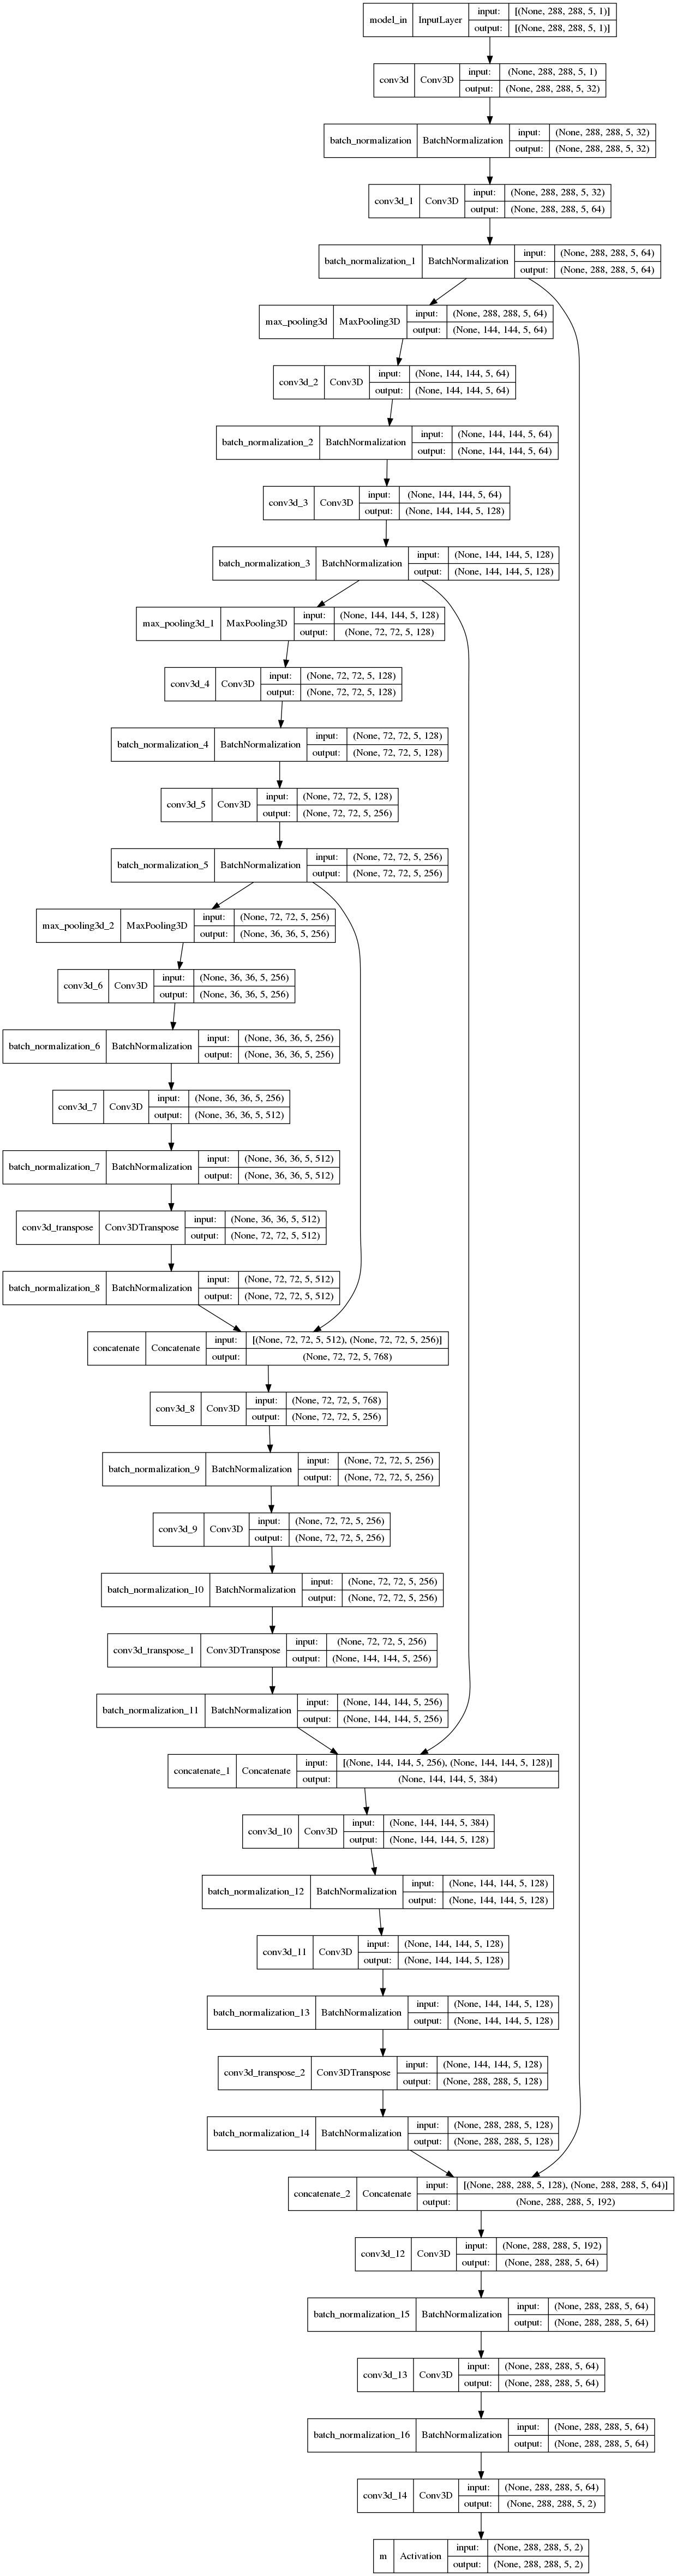 model_in InputLayer input: [(None, 288, 288, 5, 1)]
output: [(None, 288, 288, 5, 1)]
conv3d Conv3D input: (None, 288, 288, 5, 1)
output: (None, 288, 288, 5, 32)
batch_normalization BatchNormalization input: (None, 288, 288, 5, 32)
output: (None, 288, 288, 5, 32)
conv3d_1 Conv3D input: (None, 288, 288, 5, 32)
output: (None, 288, 288, 5, 64)
batch_normalization_1 BatchNormalization input: (None, 288, 288, 5, 64)
output: (None, 288, 288, 5, 64)
max_pooling3d MaxPooling3D input: (None, 288, 288, 5, 64)
output: (None, 144, 144, 5, 64)
conv3d_2 Conv3D input: (None, 144, 144, 5, 64)
output: (None, 144, 144, 5, 64)
batch_normalization_2 BatchNormalization input: (None, 144, 144, 5, 64)
output: (None, 144, 144, 5, 64)
conv3d_3 Conv3D input: (None, 144, 144, 5, 64)
output: (None, 144, 144, 5, 128)
batch_normalization_3 BatchNormalization input: (None, 144, 144, 5, 128)
output: (None, 144, 144, 5, 128)
max_pooling3d_1 MaxPooling3D input: (None, 144, 144, 5, 128)
output: (None, 72, 72, 5, 128)
conv3d_4 Conv3D input: (None, 72, 72, 5, 128)
output: (None, 72, 72, 5, 128)
batch_normalization_4 BatchNormalization input: (None, 72, 72, 5, 128)
output: (None, 72, 72, 5, 128)
conv3d_5 Conv3D input: (None, 72, 72, 5, 128)
output: (None, 72, 72, 5, 256)
batch_normalization_5 BatchNormalization input: (None, 72, 72, 5, 256)
output: (None, 72, 72, 5, 256)
max_pooling3d_2 MaxPooling3D input: (None, 72, 72, 5, 256)
output: (None, 36, 36, 5, 256)
conv3d_6 Conv3D input: (None, 36, 36, 5, 256)
output: (None, 36, 36, 5, 256)
batch_normalization_6 BatchNormalization input: (None, 36, 36, 5, 256)
output: (None, 36, 36, 5, 256)
conv3d_7 Conv3D input: (None, 36, 36, 5, 256)
output: (None, 36, 36, 5, 512)
batch_normalization_7 BatchNormalization input: (None, 36, 36, 5, 512)
output: (None, 36, 36, 5, 512)
conv3d_transpose Conv3DTranspose input: (None, 36, 36, 5, 512)
output: (None, 72, 72, 5, 512)
batch_normalization_8 BatchNormalization input: (None, 72, 72, 5, 512)
output: (None, 72, 72, 5, 512)
concatenate Concatenate input: [(None, 72, 72, 5, 512), (None, 72, 72, 5, 256)]
output: (None, 72, 72, 5, 768)
conv3d_8 Conv3D input: (None, 72, 72, 5, 768)
output: (None, 72, 72, 5, 256)
batch_normalization_9 BatchNormalization input: (None, 72, 72, 5, 256)
output: (None, 72, 72, 5, 256)
conv3d_9 Conv3D input: (None, 72, 72, 5, 256)
output: (None, 72, 72, 5, 256)
batch_normalization_10 BatchNormalization input: (None, 72, 72, 5, 256)
output: (None, 72, 72, 5, 256)
conv3d_transpose_1 Conv3DTranspose input: (None, 72, 72, 5, 256)
output: (None, 144, 144, 5, 256)
batch_normalization_11 BatchNormalization input: (None, 144, 144, 5, 256)
output: (None, 144, 144, 5, 256)
concatenate_1 Concatenate input: [(None, 144, 144, 5, 256), (None, 144, 144, 5, 128)]
output: (None, 144, 144, 5, 384)
conv3d_10 Conv3D input: (None, 144, 144, 5, 384)
output: (None, 144, 144, 5, 128)
batch_normalization_12 BatchNormalization input: (None, 144, 144, 5, 128)
output: (None, 144, 144, 5, 128)
conv3d_11 Conv3D input: (None, 144, 144, 5, 128)
output: (None, 144, 144, 5, 128)
batch_normalization_13 BatchNormalization input: (None, 144, 144, 5, 128)
output: (None, 144, 144, 5, 128)
conv3d_transpose_2 Conv3DTranspose input: (None, 144, 144, 5, 128)
output: (None, 288, 288, 5, 128)
batch_normalization_14 BatchNormalization input: (None, 288, 288, 5, 128)
output: (None, 288, 288, 5, 128)
concatenate_2 Concatenate input: [(None, 288, 288, 5, 128), (None, 288, 288, 5, 64)]
output: (None, 288, 288, 5, 192)
conv3d_12 Conv3D input: (None, 288, 288, 5, 192)
output: (None, 288, 288, 5, 64)
batch_normalization_15 BatchNormalization input: (None, 288, 288, 5, 64)
output: (None, 288, 288, 5, 64)
conv3d_13 Conv3D input: (None, 288, 288, 5, 64)
output: (None, 288, 288, 5, 64)
batch_normalization_16 BatchNormalization input: (None, 288, 288, 5, 64)
output: (None, 288, 288, 5, 64)
conv3d_14 Conv3D input: (None, 288, 288, 5, 64)
output: (None, 288, 288, 5, 2)
m Activation input: (None, 288, 288, 5, 2)
output: (None, 288, 288, 5, 2)